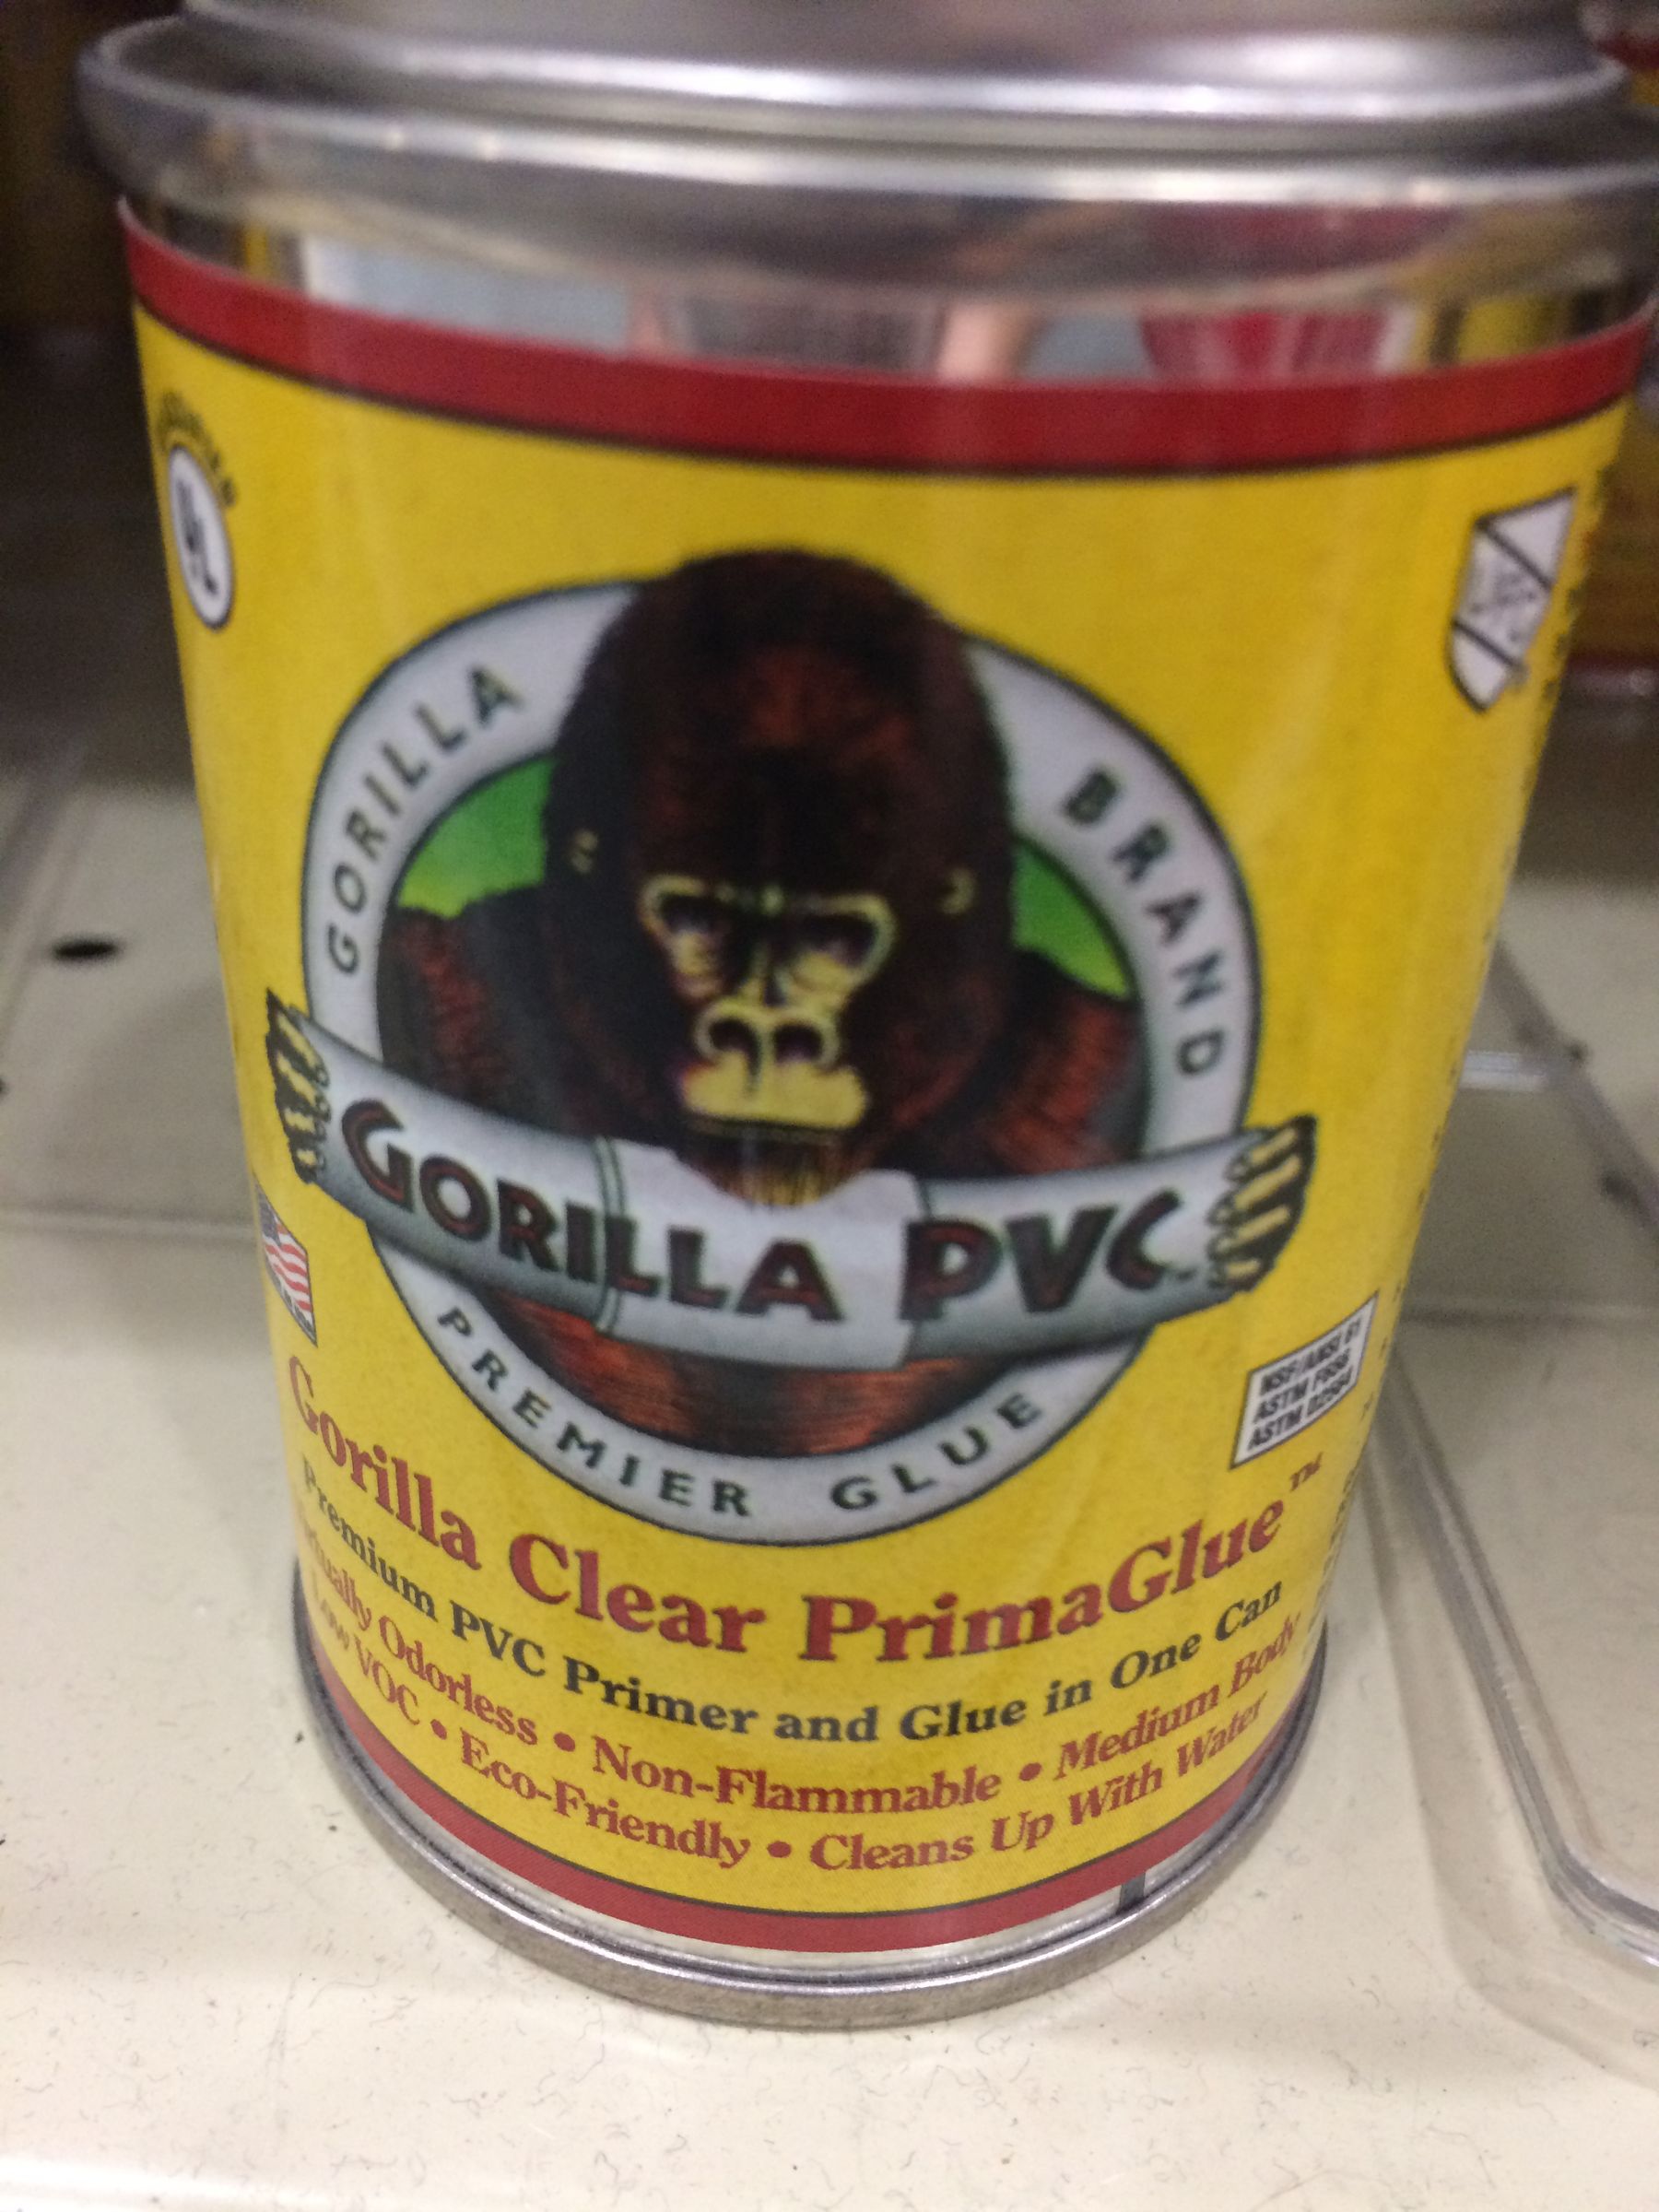 UL
GORILLA BRAND
GORILLA PVC
PREMIER GLUE
NSF/ANSI 61
ASTM F656
ASTM D2564
Gorilla Clear PrimaGlue™
Premium PVC Primer and Glue in One Can
Odorless • Non-Flammable • Medium Body
Low VOC • Eco-Friendly • Cleans Up With Water